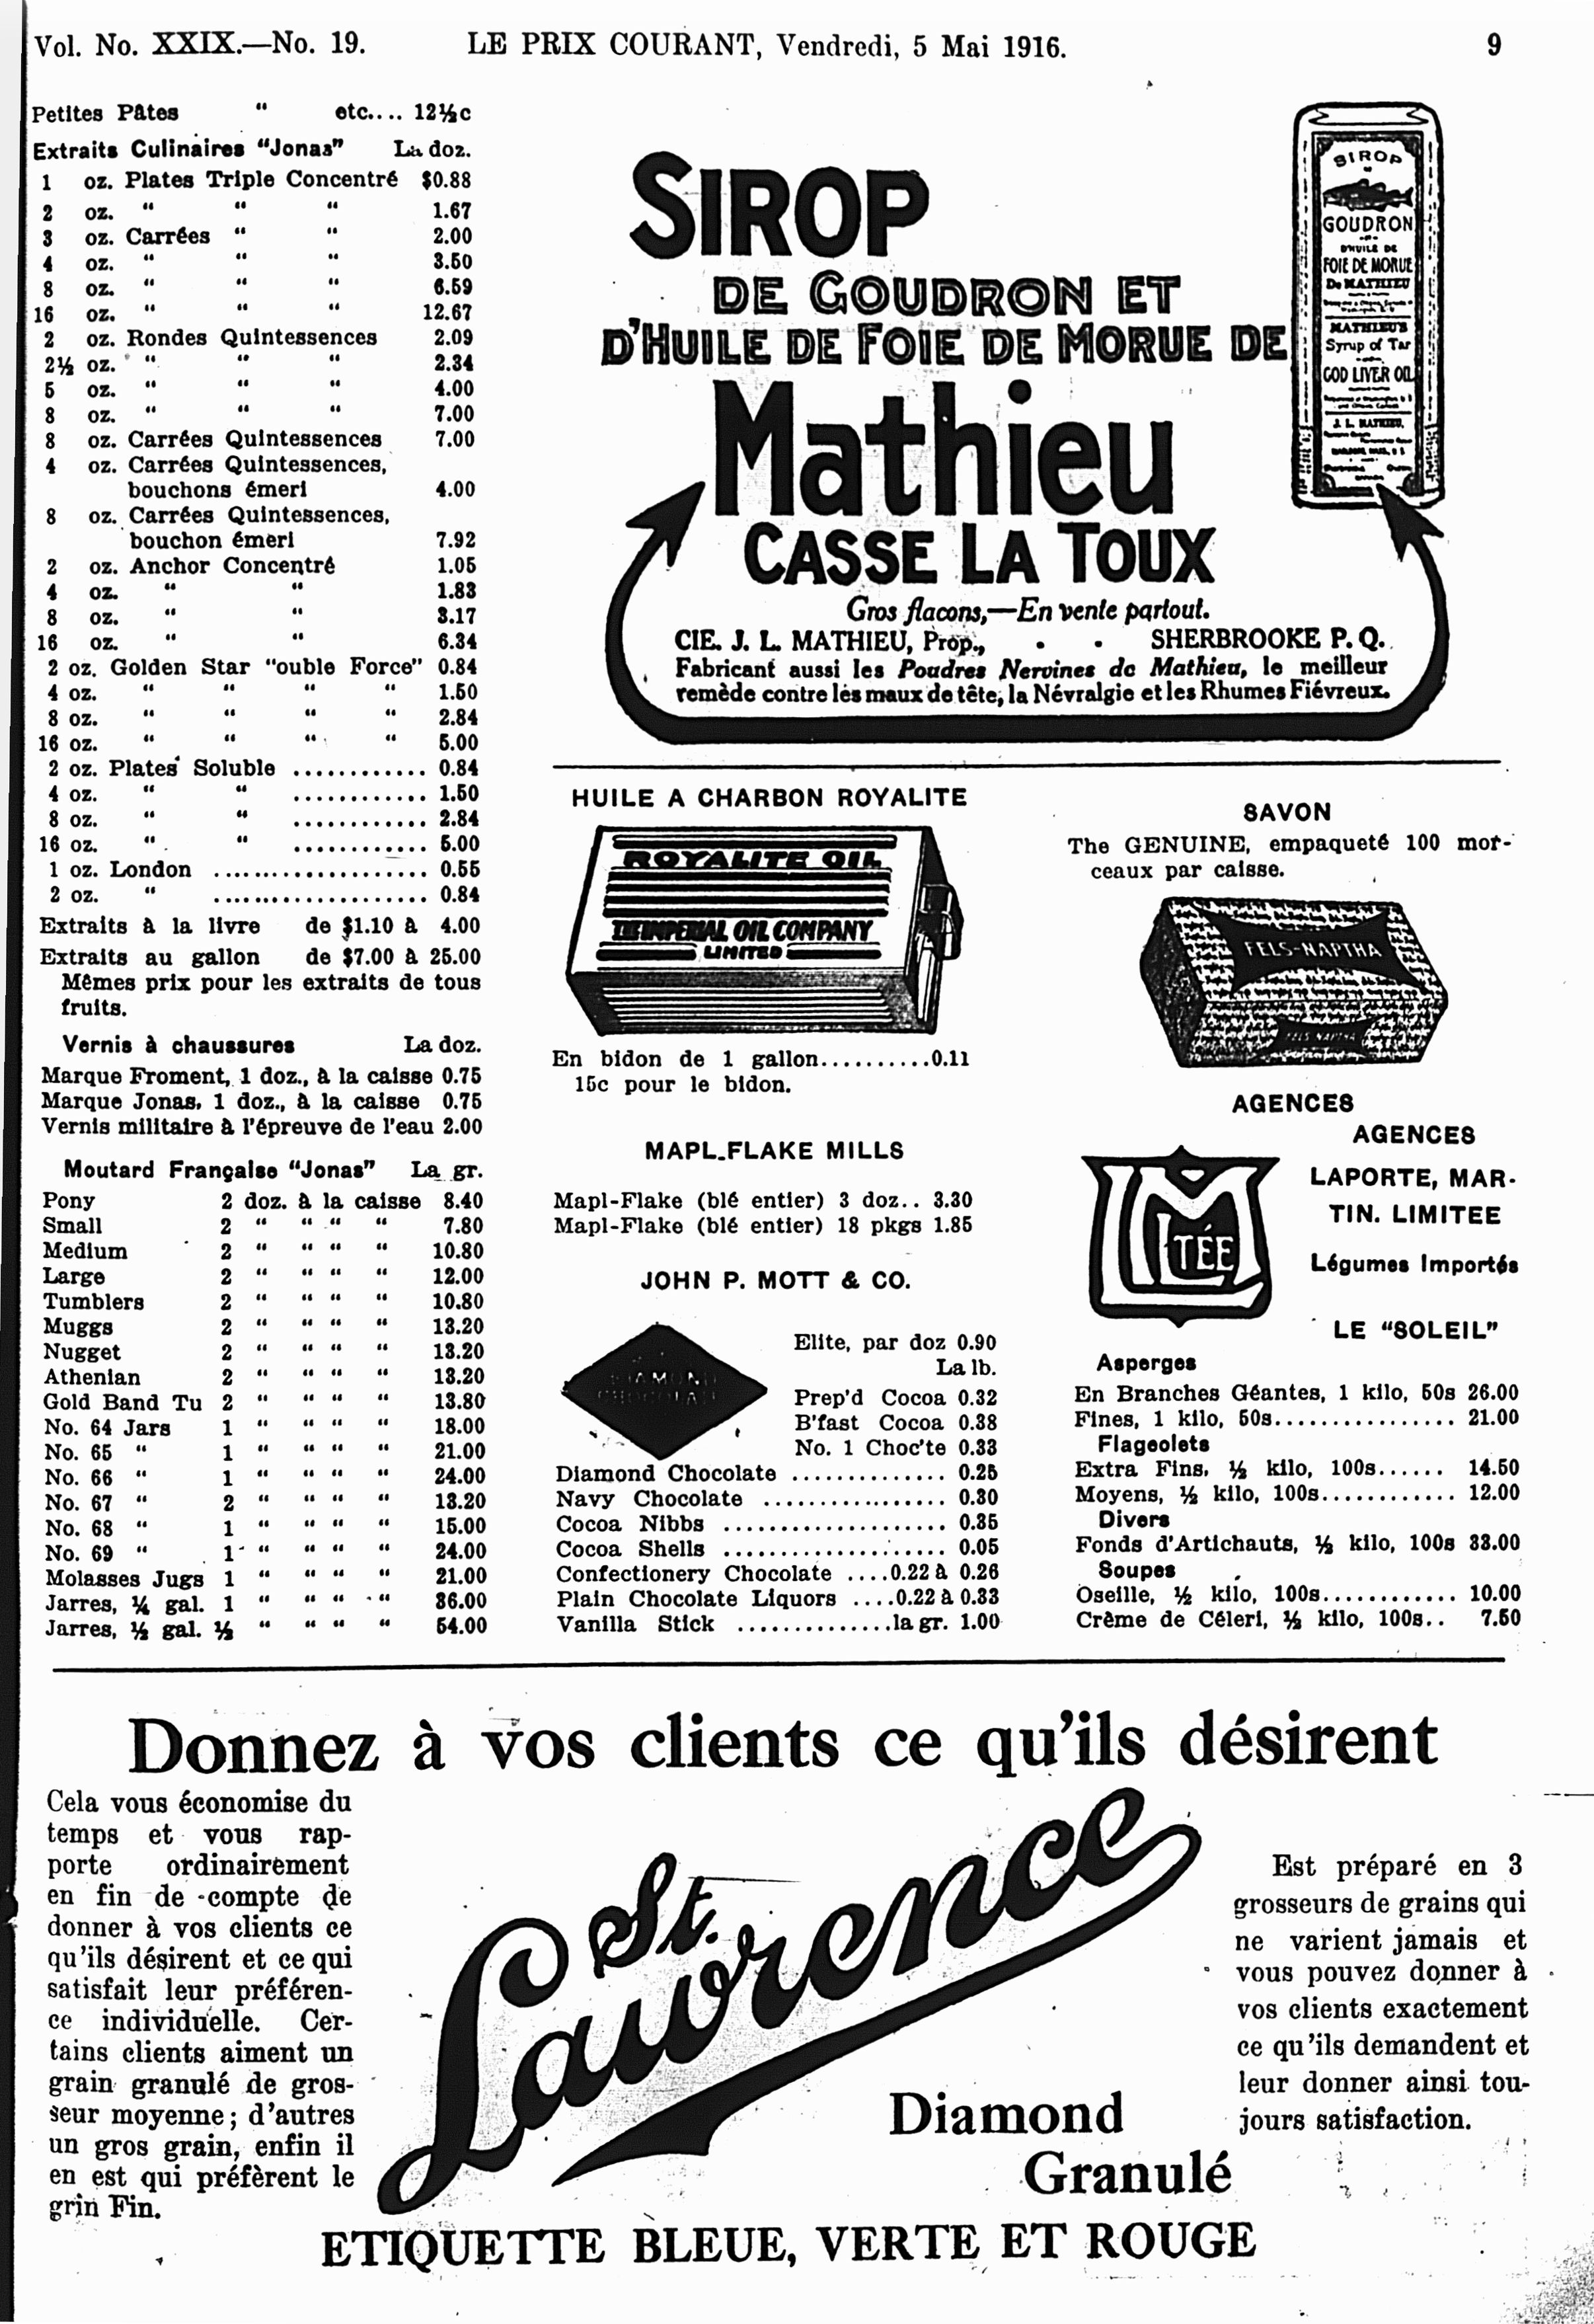 Vol. No. XXIX.—No. 19. LE PRIX COURANT, Vendredi, 5 Mai 1916. 9
Petites Pâtes " etc.... 12½c
Extraits Culinaires "Jonas" La doz.
1 oz. Plates Triple Concentré $0.88
2 oz. " " " 1.67
3 oz. Carrées " " 2.00
4 oz. " " " 3.50
8 oz. " " " 6.59
16 oz. " " " 12.67
2 oz. Rondes Quintessences 2.09
2½ oz. " " " 2.34
5 oz. " " " 4.00
8 oz. " " " 7.00
8 oz. Carrées Quintessences 7.00
4 oz. Carrées Quintessences,
bouchons émeri 4.00
8 oz. Carrées Quintessences,
bouchon émeri 7.92
2 oz. Anchor Concentré 1.05
4 oz. " " 1.83
8 oz. " " 3.17
16 oz. " " 6.34
2 oz. Golden Star "ouble Force" 0.84
4 oz. " " " " 1.50
8 oz. " " " " 2.84
16 oz. " " " " 5.00
2 oz. Plates Soluble ............ 0.84
4 oz. " " ............ 1.50
8 oz. " " ............ 2.84
16 oz. " " ............ 5.00
1 oz. London ................... 0.55
2 oz. " ................... 0.84
Extraits à la livre de $1.10 à 4.00
Extraits au gallon de $7.00 à 25.00
Mêmes prix pour les extraits de tous
fruits.
Vernis à chaussures La doz.
Marque Froment, 1 doz., à la caisse 0.75
Marque Jonas, 1 doz., à la caisse 0.75
Vernis militaire à l'épreuve de l'eau 2.00
Moutard Française "Jonas" La gr.
Pony 2 doz. à la caisse 8.40
Small 2 " " " " 7.80
Medium 2 " " " " 10.80
Large 2 " " " " 12.00
Tumblers 2 " " " " 10.80
Muggs 2 " " " " 13.20
Nugget 2 " " " " 13.20
Athenian 2 " " " " 13.20
Gold Band Tu 2 " " " " 13.80
No. 64 Jars 1 " " " " 18.00
No. 65 " 1 " " " " 21.00
No. 66 " 1 " " " " 24.00
No. 67 " 2 " " " " 13.20
No. 68 " 1 " " " " 15.00
No. 69 " 1 " " " " 24.00
Molasses Jugs 1 " " " " 21.00
Jarres, ¼ gal. 1 " " " " 36.00
Jarres, ½ gal. ½ " " " " 54.00
SIROP
DE GOUDRON ET
D'HUILE DE FOIE DE MORUE DE
Mathieu
CASSE LA TOUX
Gros flacons,—En vente partout.
CIE. J. L. MATHIEU, Prop., - - SHERBROOKE P. Q.
Fabricant aussi les Poudres Nervines de Mathieu, le meilleur
remède contre les maux de tête, la Névralgie et les Rhumes Fiévreux.
SIROP
GOUDRON
D'HUILE DE
FOIE DE MORUE
De MATHIEU
MATHIEU'S
Syrup of Tar
COD LIVER OIL
J. L. MATHIEU,
HUILE A CHARBON ROYALITE
ROYALITE OIL
THE IMPERIAL OIL COMPANY
LIMITED
En bidon de 1 gallon..........0.11
15c pour le bidon.
MAPL-FLAKE MILLS
Mapl-Flake (blé entier) 3 doz.. 3.30
Mapl-Flake (blé entier) 18 pkgs 1.85
JOHN P. MOTT & CO.
DIAMOND
CHOCOLATE
Elite, par doz 0.90
La lb.
Prep'd Cocoa 0.32
B'fast Cocoa 0.38
No. 1 Choc'te 0.33
Diamond Chocolate .............. 0.25
Navy Chocolate ................. 0.30
Cocoa Nibbs .................... 0.35
Cocoa Shells .................... 0.05
Confectionery Chocolate ....0.22 à 0.26
Plain Chocolate Liquors ....0.22 à 0.33
Vanilla Stick ..............la gr. 1.00
SAVON
The GENUINE, empaqueté 100 mor-
ceaux par caisse.
FELS-NAPTHA
FELS-NAPTHA
AGENCES
AGENCES
LAPORTE, MAR-
TIN. LIMITEE
LM TÉE
Légumes Importés
LE "SOLEIL"
Asperges
En Branches Géantes, 1 kilo, 50s 26.00
Fines, 1 kilo, 50s................ 21.00
Flageolets
Extra Fins, ½ kilo, 100s...... 14.50
Moyens, ½ kilo, 100s............ 12.00
Divers
Fonds d'Artichauts, ½ kilo, 100s 33.00
Soupes
Oseille, ½ kilo, 100s............ 10.00
Crème de Céleri, ½ kilo, 100s.. 7.50
Donnez à vos clients ce qu'ils désirent
Cela vous économise du
temps et vous rap-
porte ordinairement
en fin de compte de
donner à vos clients ce
qu'ils désirent et ce qui
satisfait leur préféren-
ce individuelle. Cer-
tains clients aiment un
grain granulé de gros-
seur moyenne; d'autres
un gros grain, enfin il
en est qui préfèrent le
grin Fin.
St.
Lawrence
Diamond
Granulé
Est préparé en 3
grosseurs de grains qui
ne varient jamais et
vous pouvez donner à
vos clients exactement
ce qu'ils demandent et
leur donner ainsi tou-
jours satisfaction.
ETIQUETTE BLEUE, VERTE ET ROUGE